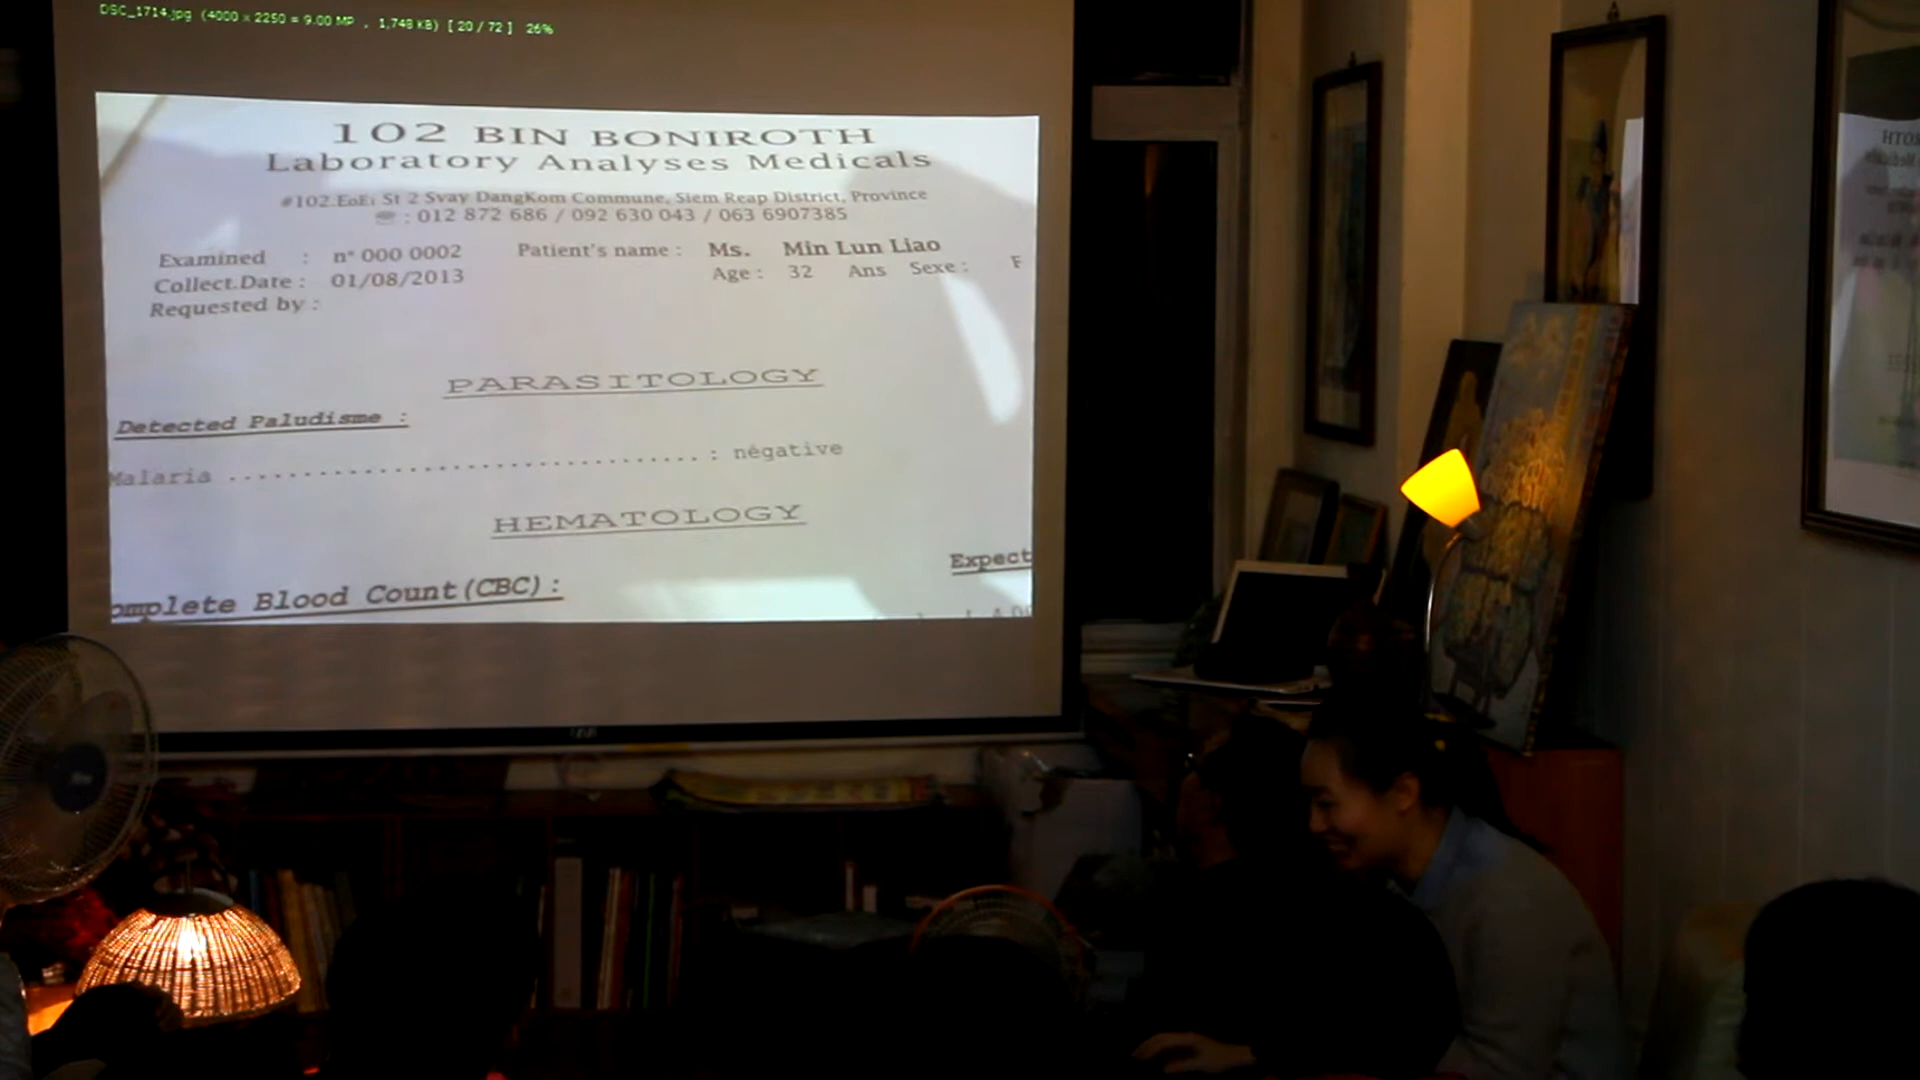 DSC_1714.jpg (4000 x 2250 = 9.00 MP , 1,748 KB) [ 20 / 72 ] 26%
102 BIN BONIROTH
Laboratory Analyses Medicals
#102.EoEi St 2 Svay DangKom Commune, Siem Reap District, Province
☏ : 012 872 686 / 092 630 043 / 063 6907385
Examined : n° 000 0002 Patient's name : Ms. Min Lun Liao
Collect.Date : 01/08/2013 Age : 32 Ans Sexe : F
Requested by :
PARASITOLOGY
Detected Paludisme :
Malaria .................................. : négative
HEMATOLOGY
Expect
omplete Blood Count(CBC) :